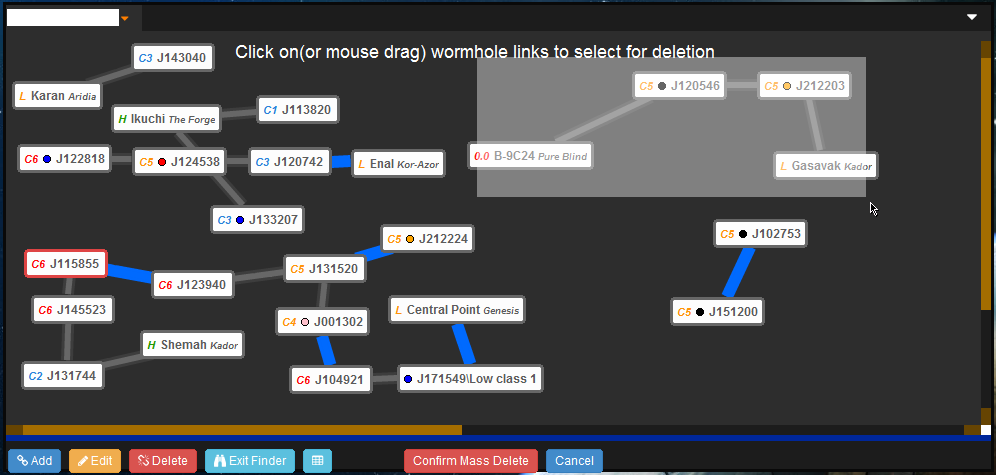 Click on(or mouse drag) wormhole links to select for deletion
C3 J143040
C5 J120546
C5 J212203
L Karan Aridia
H Ikuchi The Forge
C1 J113820
C6 J122818
C5 J124538
C3 J120742
L Enal Kor-Azor
0.0 B-9C24 Pure Blind
L Gasavak Kador
C3 J133207
C5 J212224
C5 J102753
C6 J115855
C6 J123940
C5 J131520
C6 J145523
C4 J001302
L Central Point Genesis
C5 J151200
H Shemah Kador
C2 J131744
C6 J104921
J171549\Low class 1
Add
Edit
Delete
Exit Finder
Confirm Mass Delete
Cancel